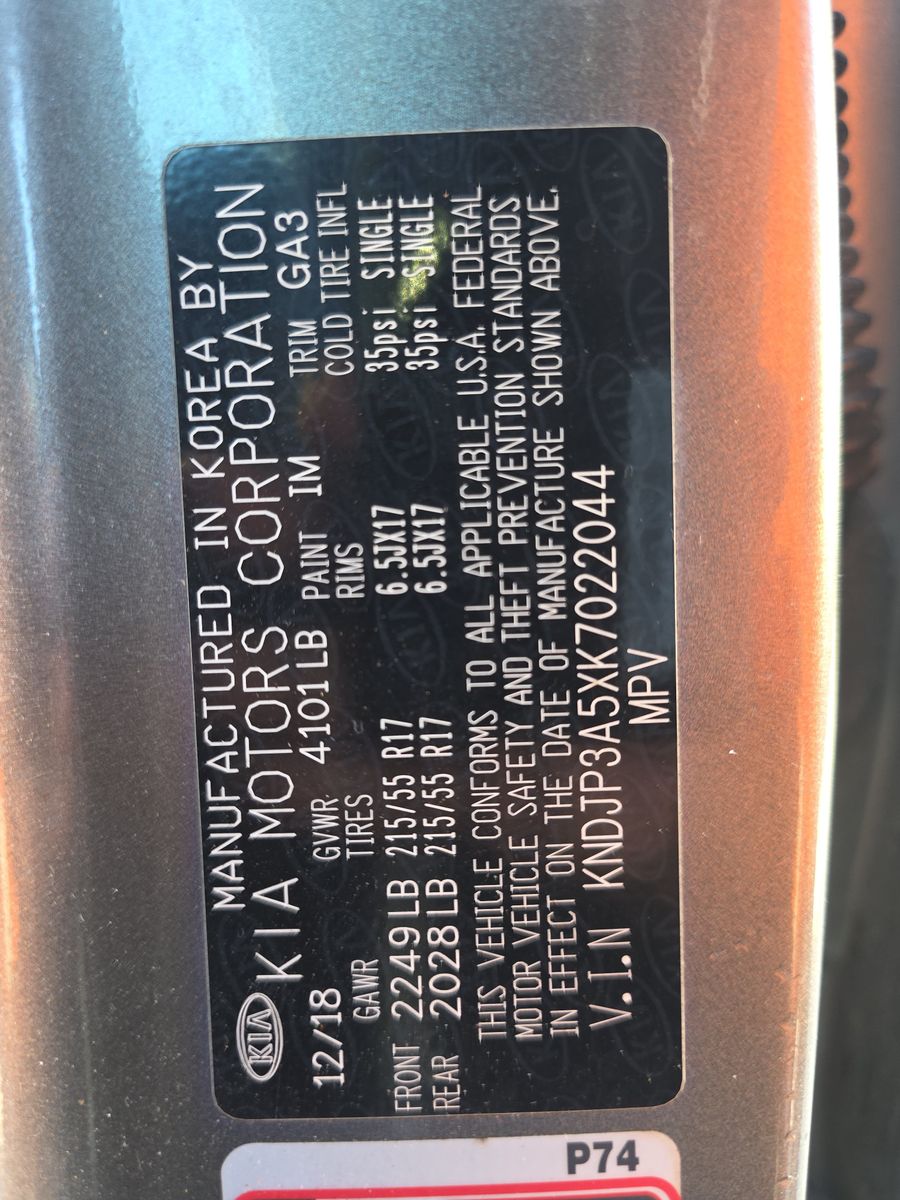 MANUFACTURED IN KOREA BY
KIA KIA MOTORS CORPORATION
12/18 GVWR 4101LB PAINT IM TRIM GA3
GAWR TIRES RIMS COLD TIRE INFL
FRONT 2249LB 215/55 R17 6.5JX17 35psi SINGLE
REAR 2028LB 215/55 R17 6.5JX17 35psi SINGLE
THIS VEHICLE CONFORMS TO ALL APPLICABLE U.S.A. FEDERAL
MOTOR VEHICLE SAFETY AND THEFT PREVENTION STANDARDS
IN EFFECT ON THE DATE OF MANUFACTURE SHOWN ABOVE.
V.I.N KNDJP3A5XK7022044
MPV
P74